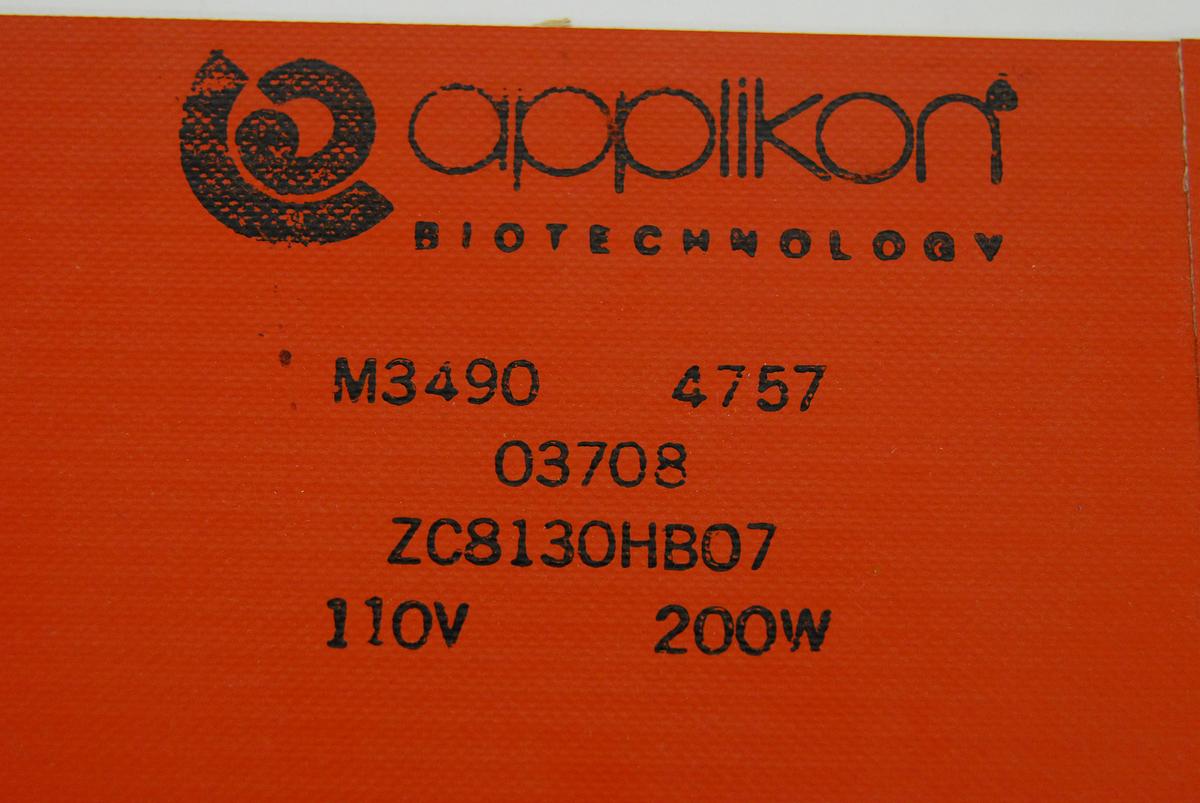 applikon
BIOTECHNOLOGY
M3490 4757
03708
ZC8130HB07
110V 200W